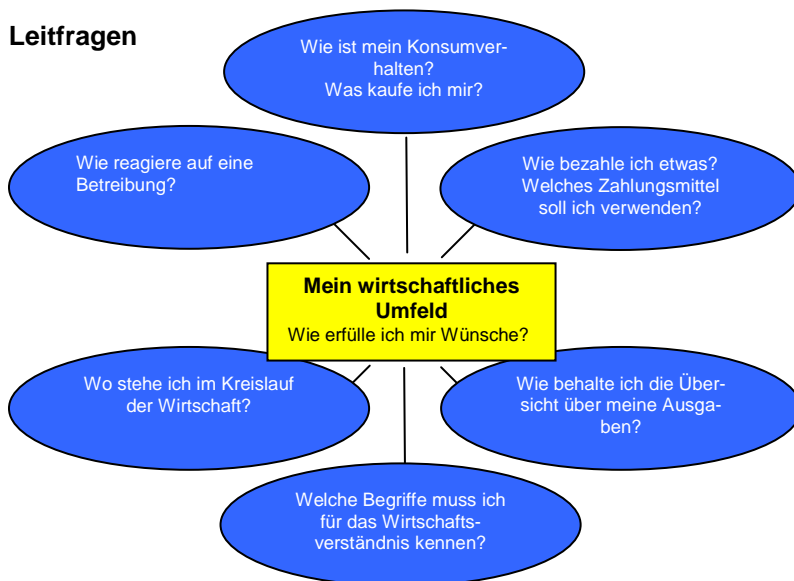 Leitfragen
Wie ist mein Konsumver-
halten?
Was kaufe ich mir?
Wie reagiere auf eine
Betreibung?
Wie bezahle ich etwas?
Welches Zahlungsmittel
soll ich verwenden?
Mein wirtschaftliches
Umfeld
Wie erfülle ich mir Wünsche?
Wo stehe ich im Kreislauf
der Wirtschaft?
Wie behalte ich die Über-
sicht über meine Ausga-
ben?
Welche Begriffe muss ich
für das Wirtschafts-
verständnis kennen?